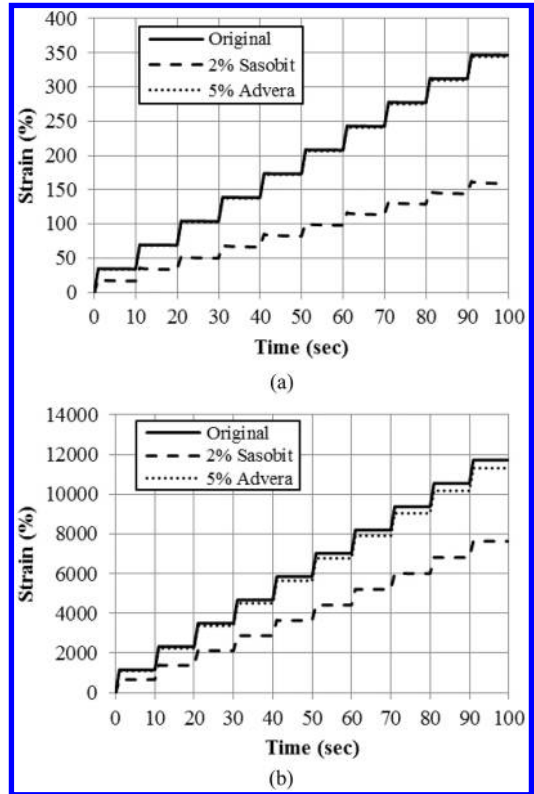 400
350
300
250
200
150
100
50
0
Strain (%)
Original
2% Sasobit
5% Advera
0 10 20 30 40 50 60 70 80 90 100
Time (sec)
(a)
14000
12000
10000
8000
6000
4000
2000
0
Strain (%)
Original
2% Sasobit
5% Advera
0 10 20 30 40 50 60 70 80 90 100
Time (sec)
(b)